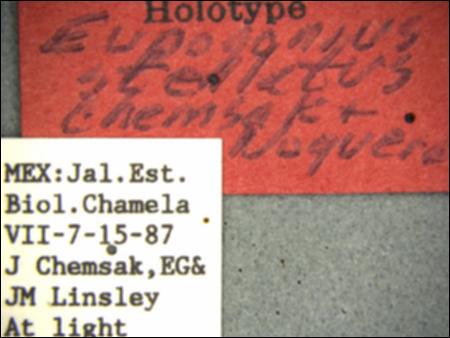 Holotype
Eupogonius
stellatus
Chemsak +
Noguera
MEX:Jal.Est.
Biol.Chamela
VII-7-15-87
J Chemsak,EG&
JM Linsley
At light